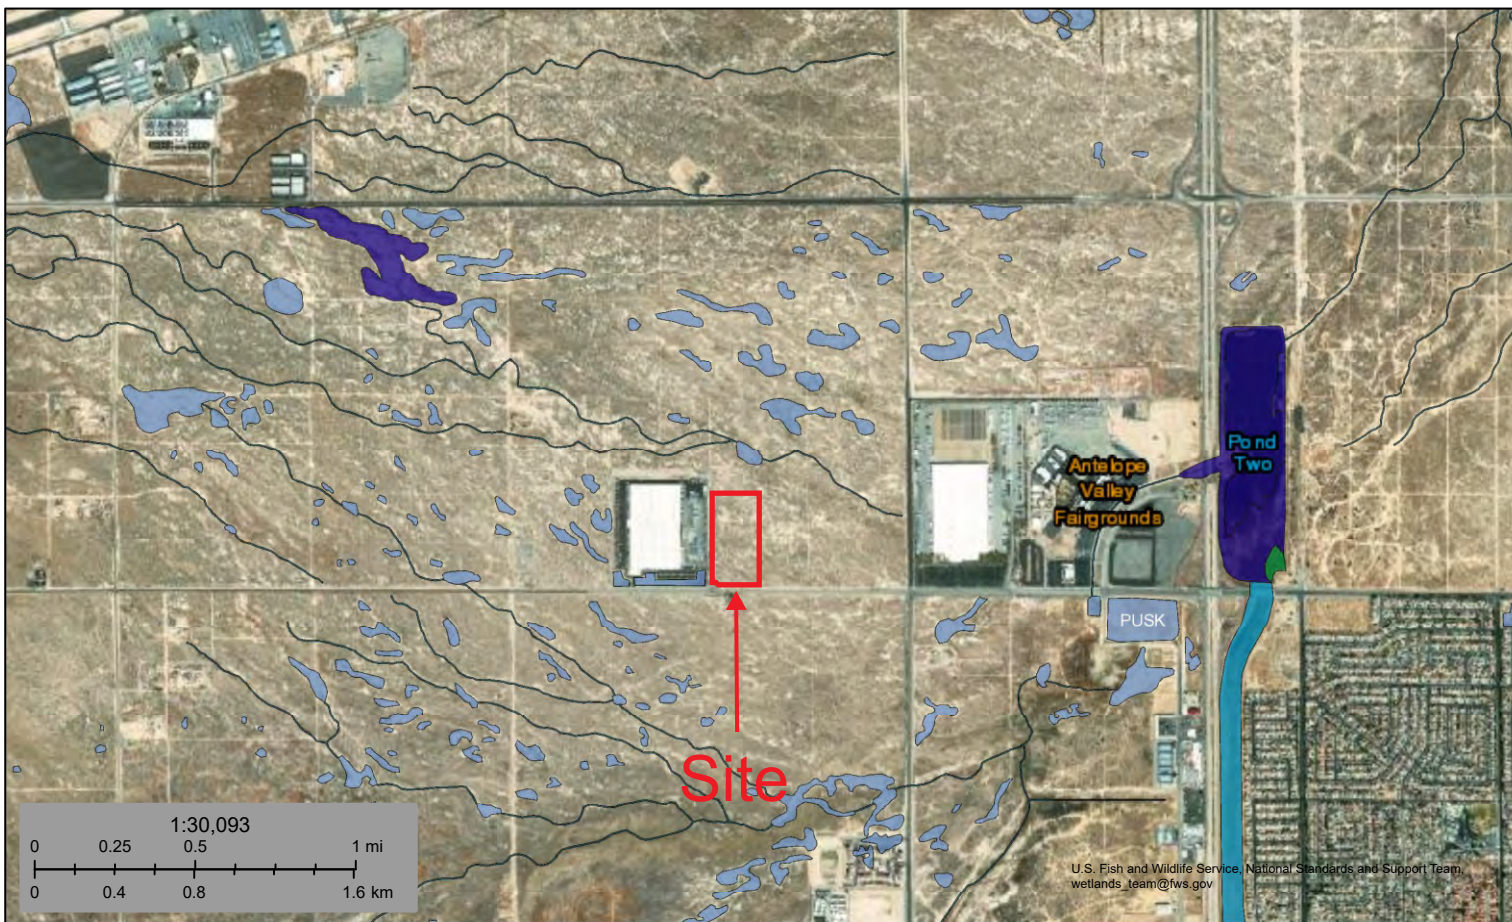 Pond
Two
Antelope
Valley
Fairgrounds
PUSK
Site
1:30,093
0 0.25 0.5 1 mi
0 0.4 0.8 1.6 km
U.S. Fish and Wildlife Service, National Standards and Support Team,
wetlands_team@fws.gov